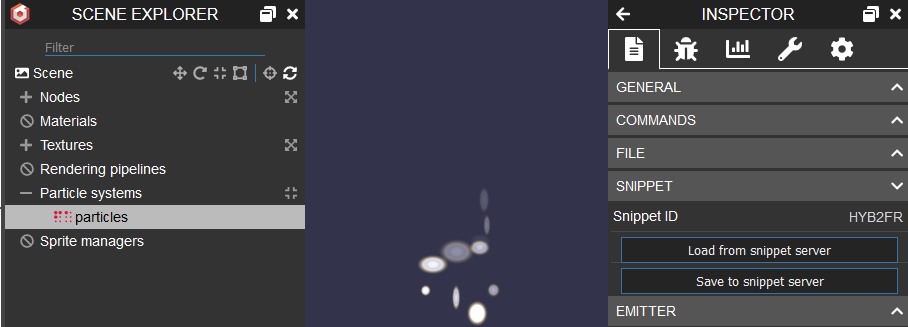 SCENE EXPLORER
Filter
Scene
Nodes
Materials
Textures
Rendering pipelines
Particle systems
particles
Sprite managers
INSPECTOR
GENERAL
COMMANDS
FILE
SNIPPET
Snippet ID HYB2FR
Load from snippet server
Save to snippet server
EMITTER